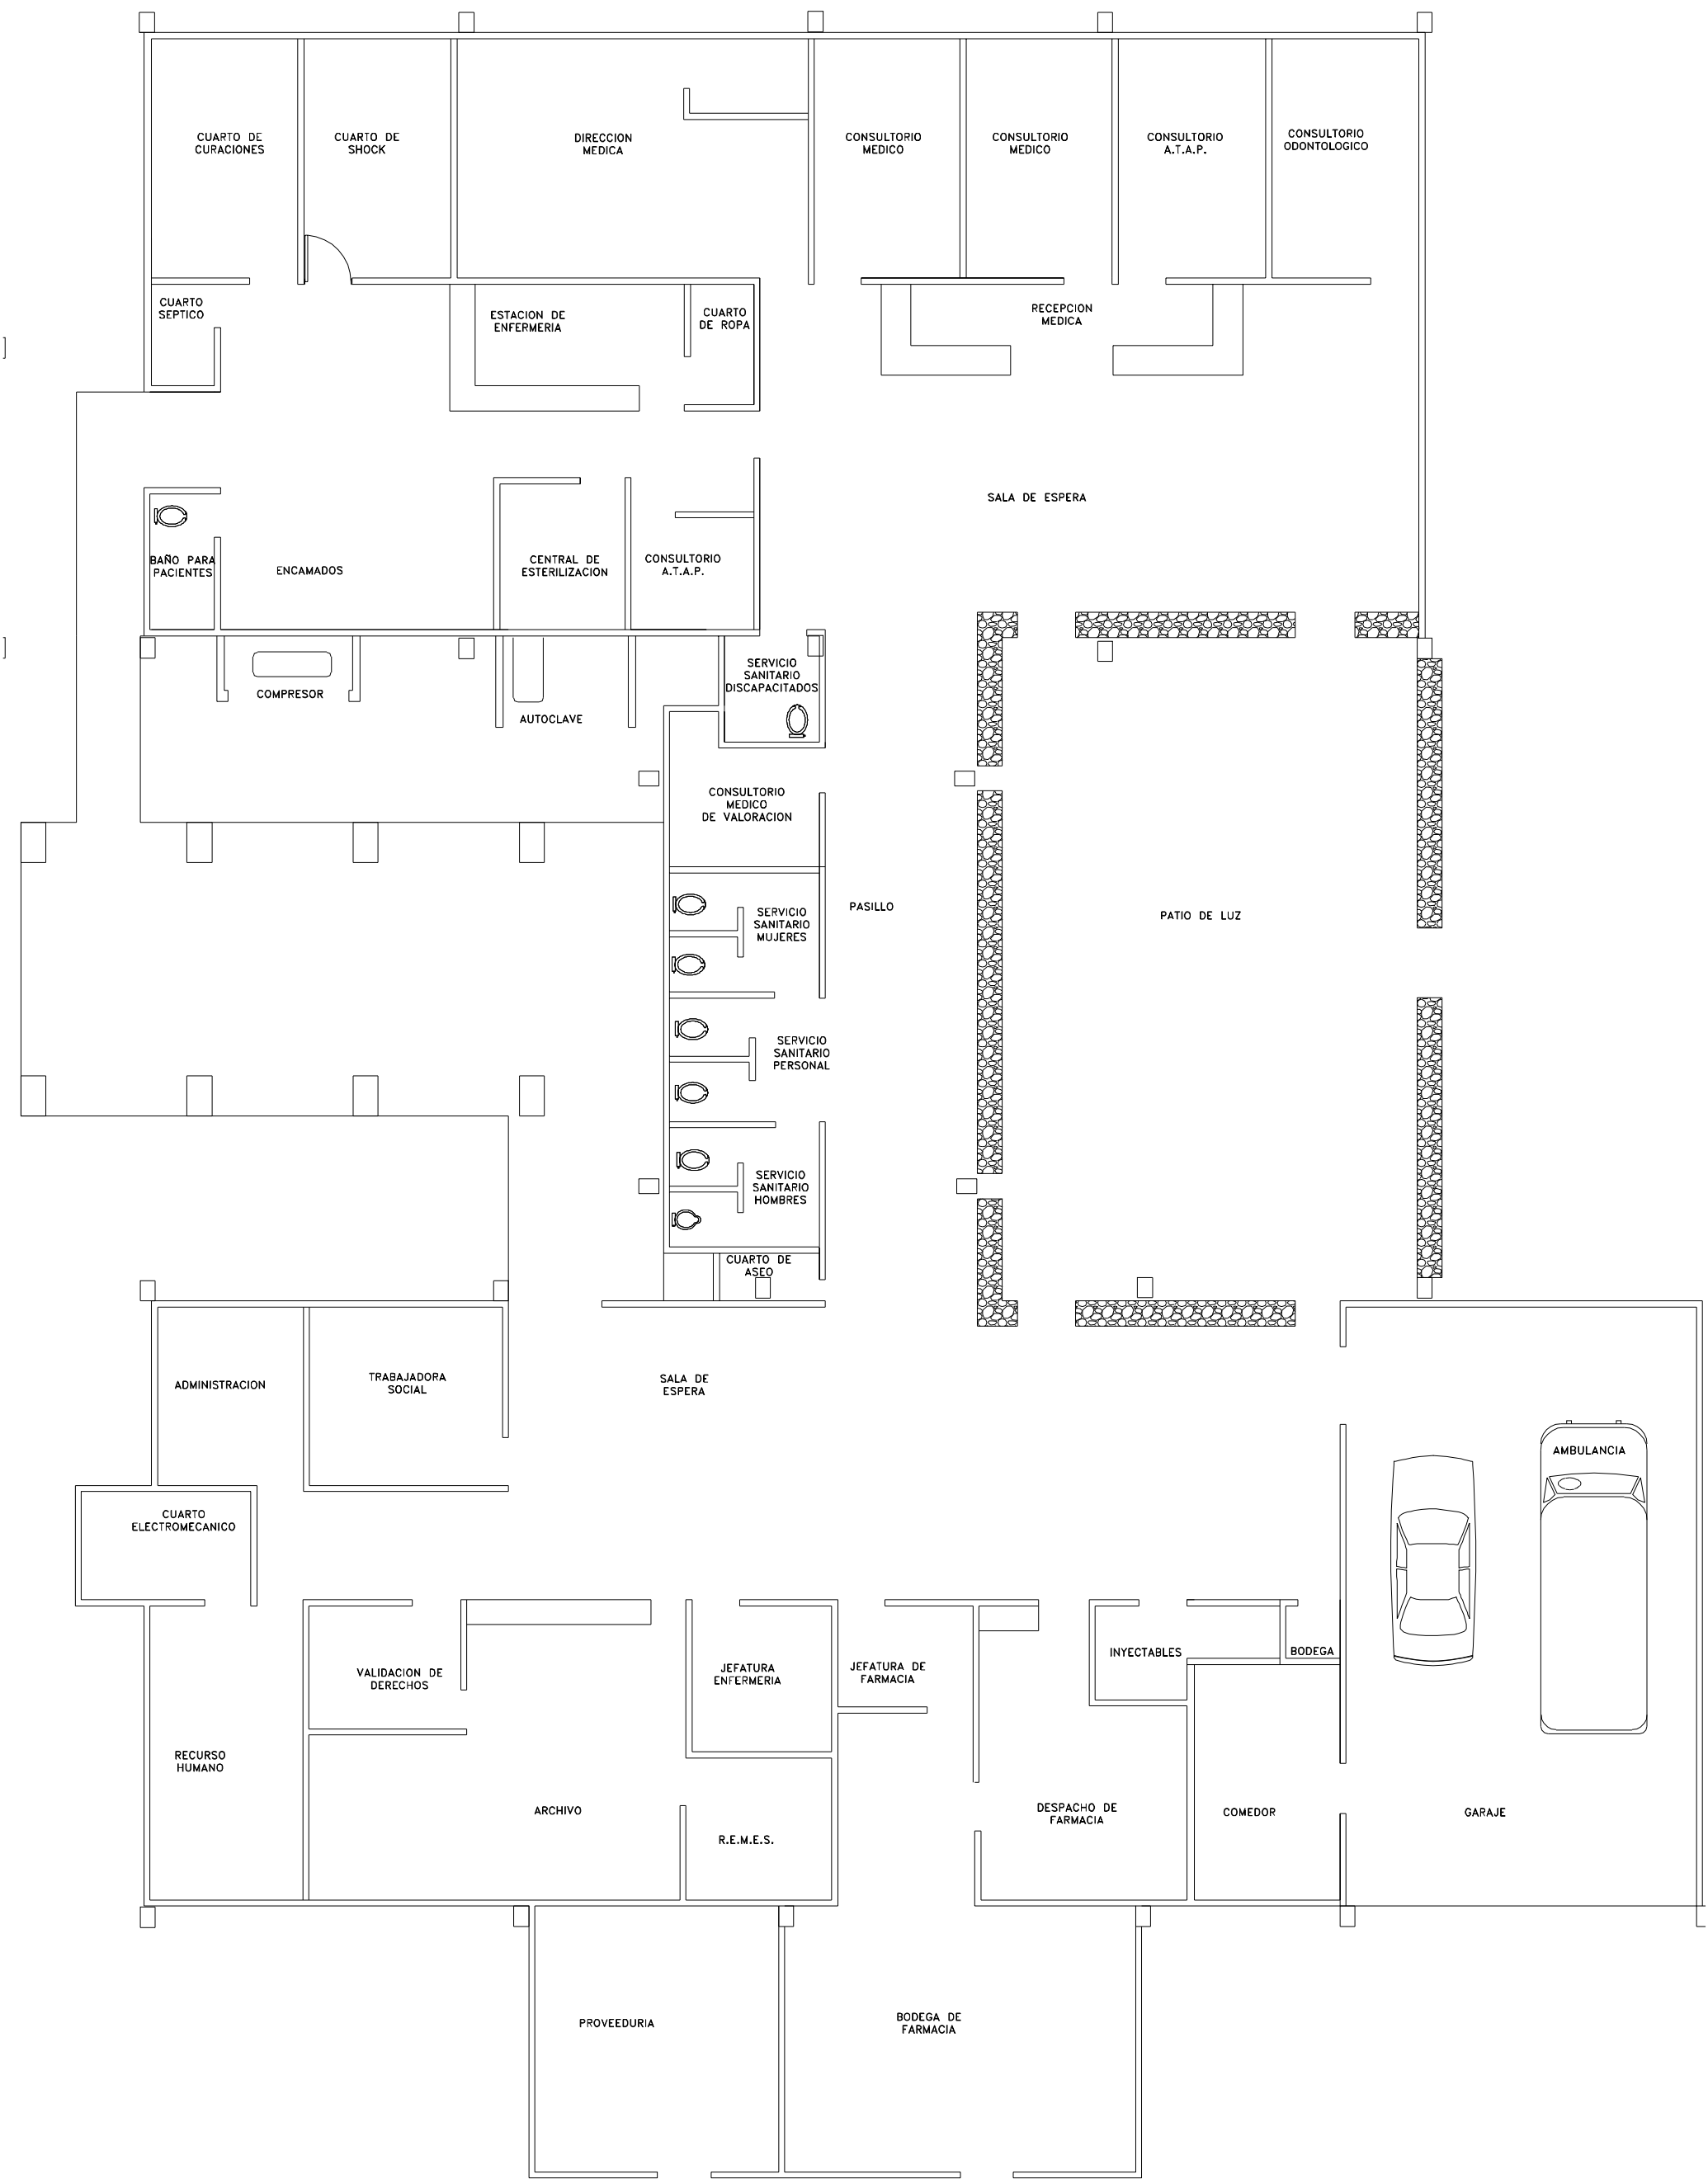 CUARTO DE
CURACIONES
CUARTO DE
SHOCK
DIRECCION
MEDICA
CONSULTORIO
MEDICO
CONSULTORIO
MEDICO
CONSULTORIO
A.T.A.P.
CONSULTORIO
ODONTOLOGICO
CUARTO
SEPTICO
ESTACION DE
ENFERMERIA
CUARTO
DE ROPA
RECEPCION
MEDICA
SALA DE ESPERA
BAÑO PARA
PACIENTES
ENCAMADOS
CENTRAL DE
ESTERILIZACION
CONSULTORIO
A.T.A.P.
COMPRESOR
AUTOCLAVE
SERVICIO
SANITARIO
DISCAPACITADOS
CONSULTORIO
MEDICO
DE VALORACION
SERVICIO
SANITARIO
MUJERES
PASILLO
PATIO DE LUZ
SERVICIO
SANITARIO
PERSONAL
SERVICIO
SANITARIO
HOMBRES
CUARTO DE
ASEO
ADMINISTRACION
TRABAJADORA
SOCIAL
SALA DE
ESPERA
AMBULANCIA
CUARTO
ELECTROMECANICO
VALIDACION DE
DERECHOS
JEFATURA
ENFERMERIA
JEFATURA DE
FARMACIA
INYECTABLES
BODEGA
RECURSO
HUMANO
ARCHIVO
R.E.M.E.S.
DESPACHO DE
FARMACIA
COMEDOR
GARAJE
PROVEEDURIA
BODEGA DE
FARMACIA